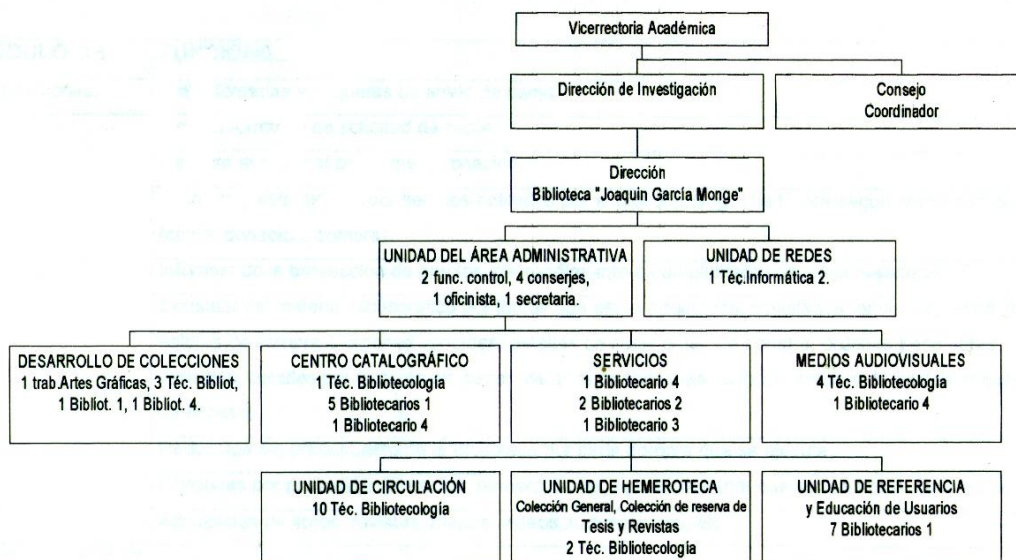 Vicerrectoria Académica
Dirección de Investigación
Consejo
Coordinador
Dirección
Biblioteca "Joaquin García Monge"
UNIDAD DEL ÁREA ADMINISTRATIVA
2 func. control, 4 conserjes,
1 oficinista, 1 secretaria.
UNIDAD DE REDES
1 Téc.Informática 2.
DESARROLLO DE COLECCIONES
1 trab.Artes Gráficas, 3 Téc. Bibliot,
1 Bibliot. 1, 1 Bibliot. 4.
CENTRO CATALOGRÁFICO
1 Téc. Bibliotecología
5 Bibliotecarios 1
1 Bibliotecario 4
SERVICIOS
1 Bibliotecario 4
2 Bibliotecarios 2
1 Bibliotecario 3
MEDIOS AUDIOVISUALES
4 Téc. Bibliotecología
1 Bibliotecario 4
UNIDAD DE CIRCULACIÓN
10 Téc. Bibliotecología
UNIDAD DE HEMEROTECA
Colección General, Colección de reserva de
Tesis y Revistas
2 Téc. Bibliotecología
UNIDAD DE REFERENCIA
y Educación de Usuarios
7 Bibliotecarios 1